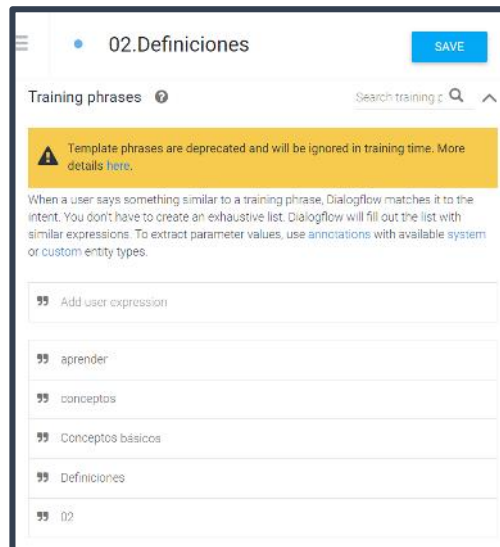 02.Definiciones
SAVE
Training phrases
Search training p
Template phrases are deprecated and will be ignored in training time. More
details here.
When a user says something similar to a training phrase, Dialogflow matches it to the
intent. You don't have to create an exhaustive list. Dialogflow will fill out the list with
similar expressions. To extract parameter values, use annotations with available system
or custom entity types.
Add user expression
aprender
conceptos
Conceptos básicos
Definiciones
02